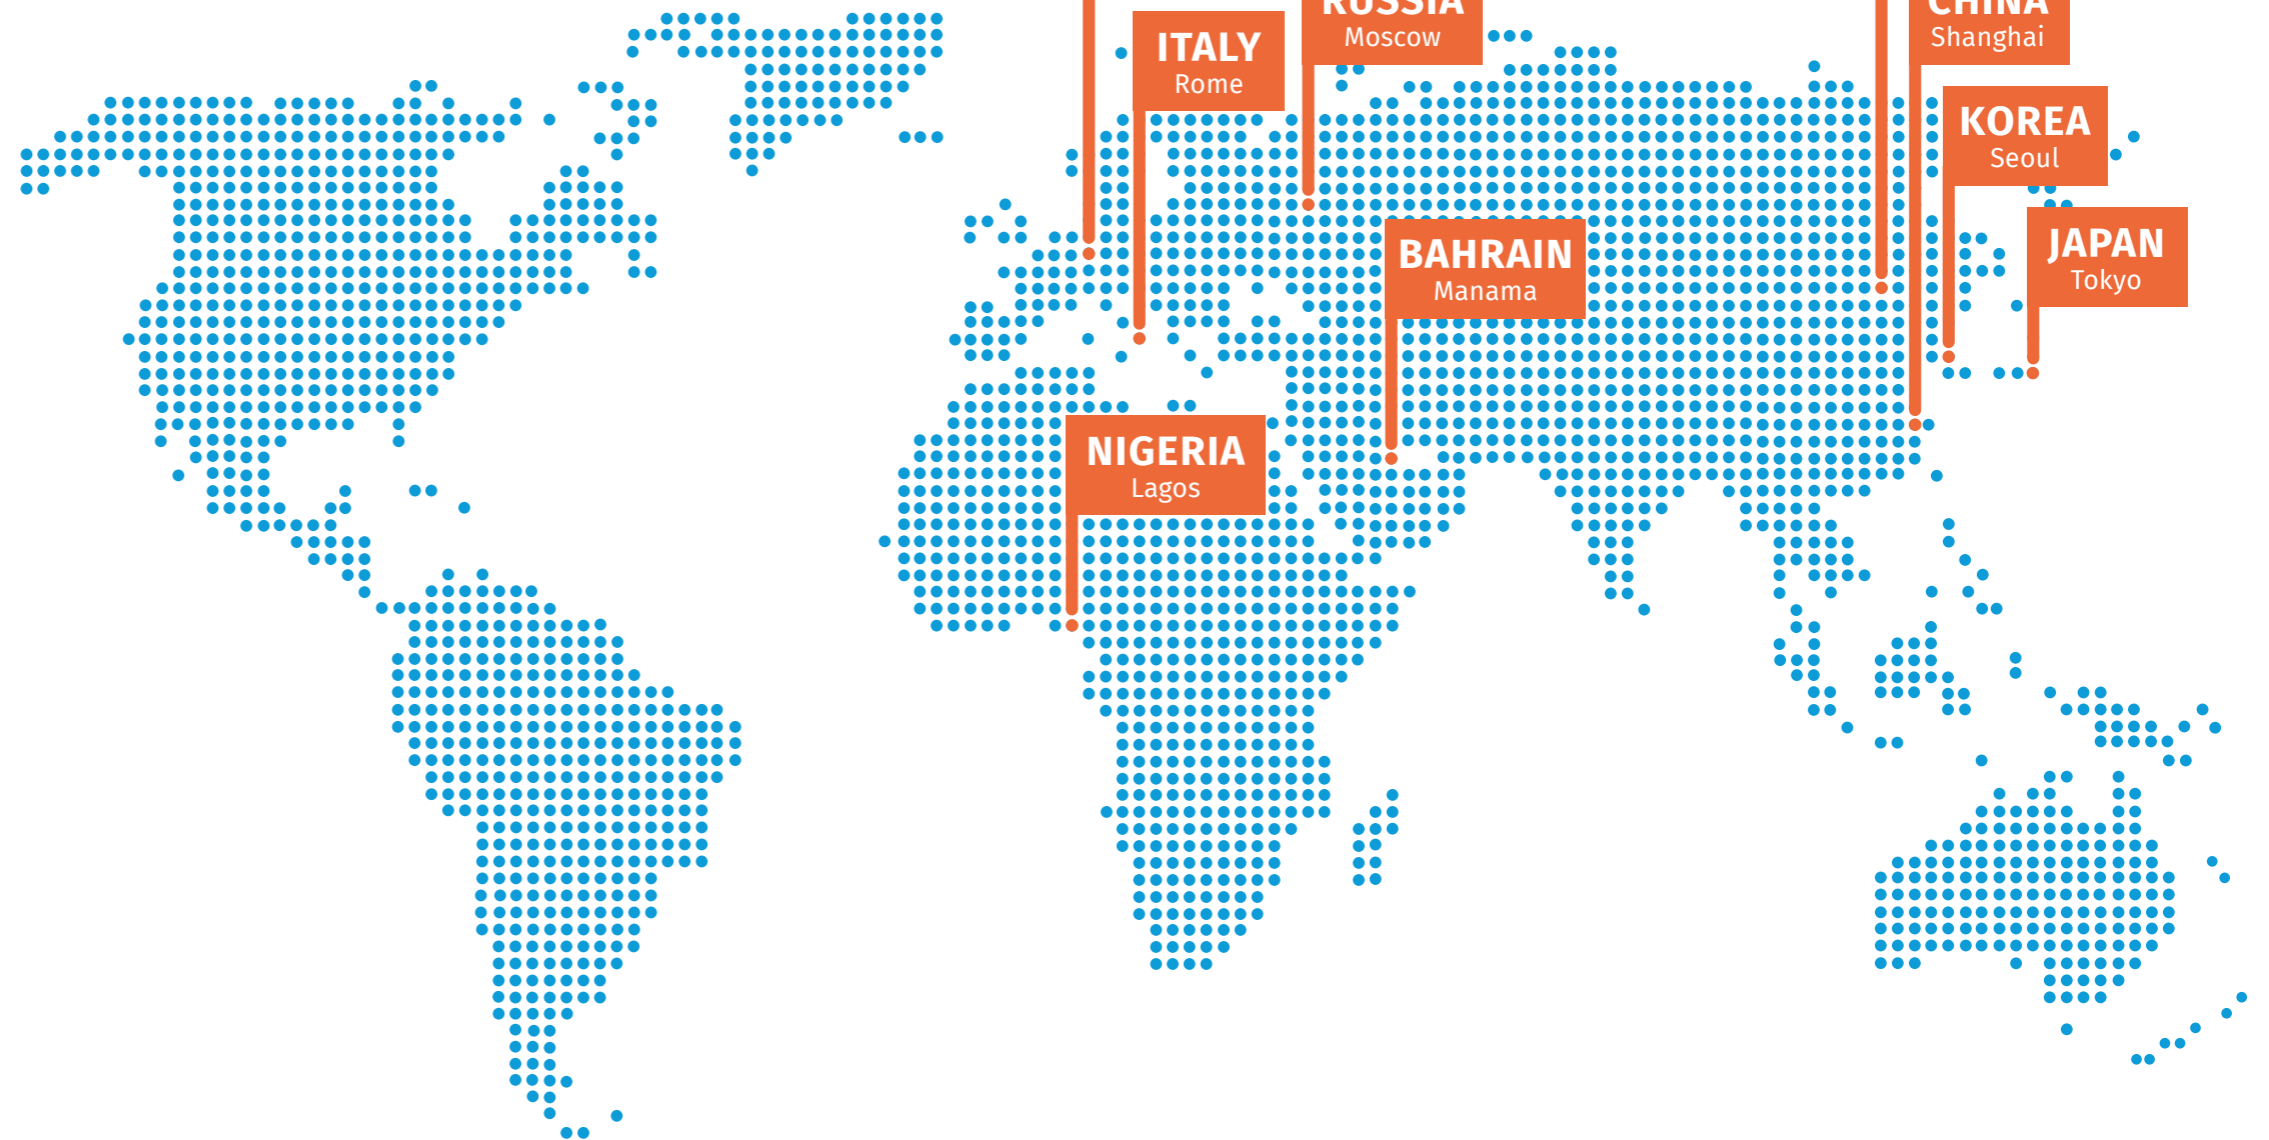 RUSSIA
Moscow
CHINA
Shanghai
ITALY
Rome
KOREA
Seoul
JAPAN
Tokyo
BAHRAIN
Manama
NIGERIA
Lagos